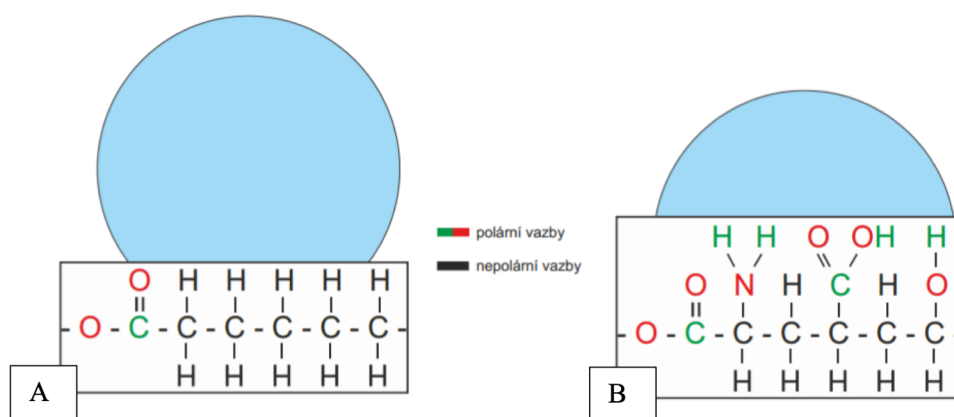 O H H H H H
- O - C - C - C - C - C - C -
H H H H H
A
polární vazby
nepolární vazby
H H O OH H
O N H C H O
- O - C - C - C - C - C - C -
H H H H H
B